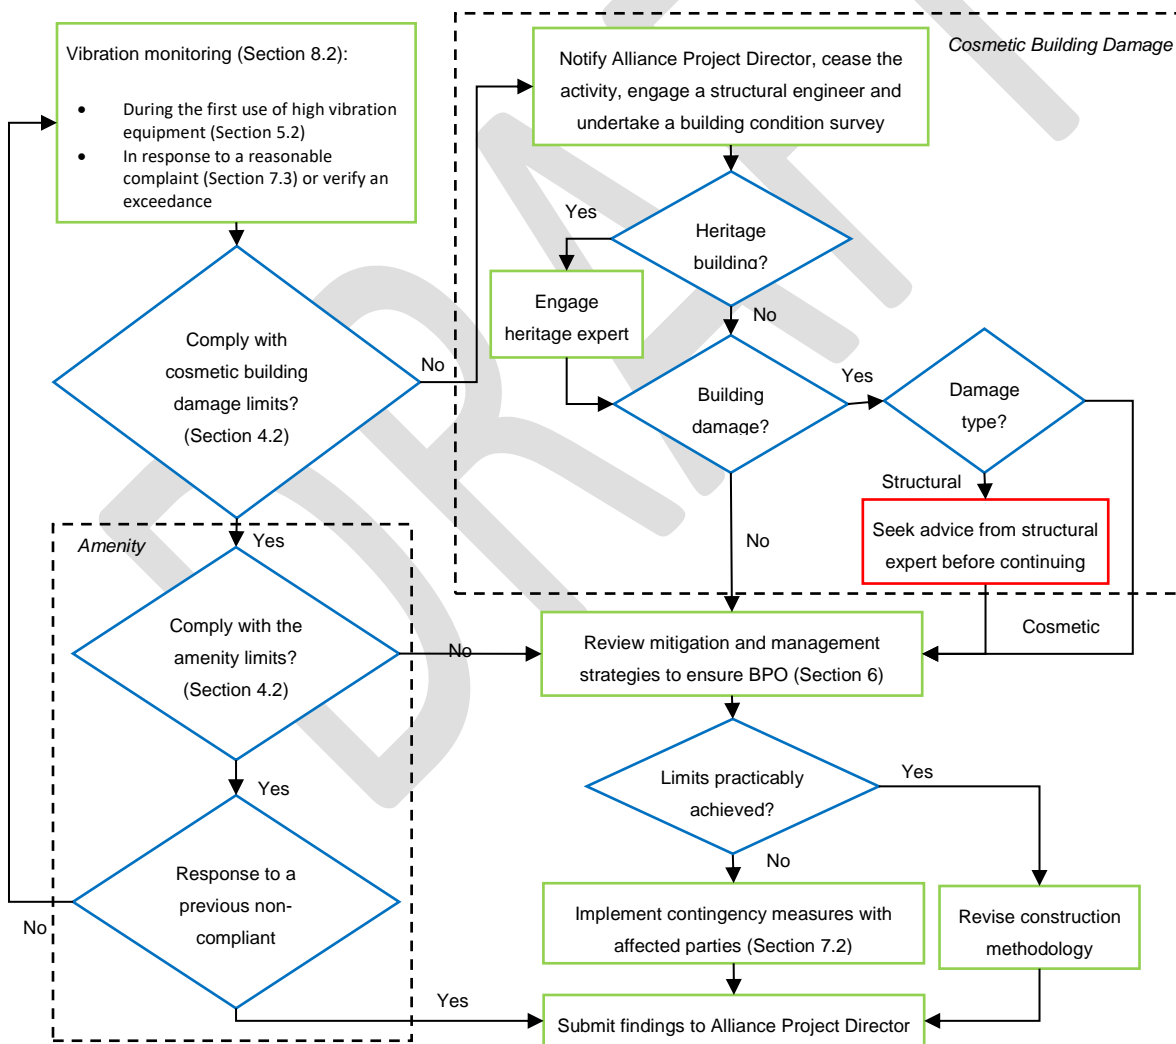 Cosmetic Building Damage
Vibration monitoring (Section 8.2):
• During the first use of high vibration
equipment (Section 5.2)
• In response to a reasonable
complaint (Section 7.3) or verify an
exceedance
Notify Alliance Project Director, cease the
activity, engage a structural engineer and
undertake a building condition survey
Yes
Heritage
building?
Engage
heritage expert
No
Comply with
cosmetic building
damage limits?
(Section 4.2)
No
Building
damage?
Yes
Damage
type?
Structural
Seek advice from structural
expert before continuing
No
Cosmetic
Yes
Amenity
Comply with the
amenity limits?
(Section 4.2)
No
Review mitigation and management
strategies to ensure BPO (Section 6)
Yes
Limits practicably
achieved?
Yes
No
Response to a
previous non-
compliant
No
Yes
Implement contingency measures with
affected parties (Section 7.2)
Revise construction
methodology
Submit findings to Alliance Project Director
DRAFT